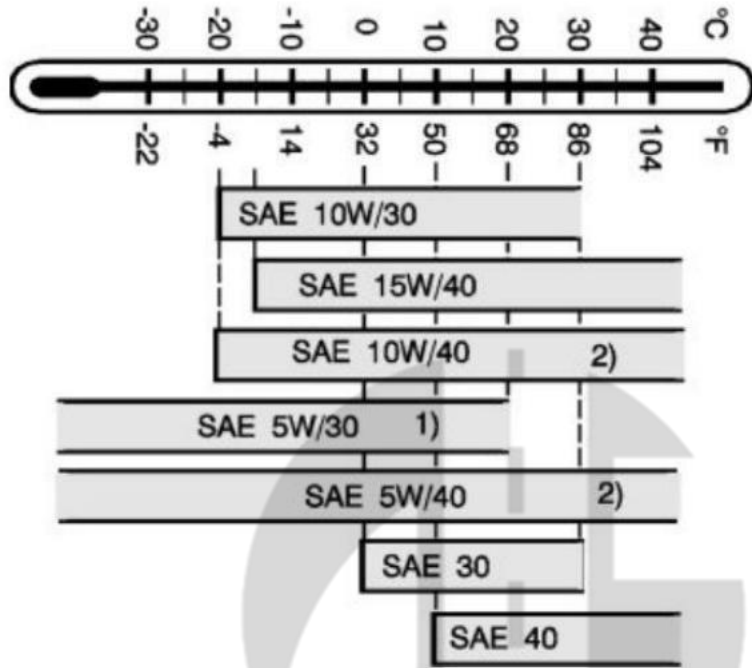 -30 -20 -10 0 10 20 30 40 °C
-22 -4 14 32 50 68 86 104 °F
SAE 10W/30
SAE 15W/40
SAE 10W/40 2)
SAE 5W/30 1)
SAE 5W/40 2)
SAE 30
SAE 40